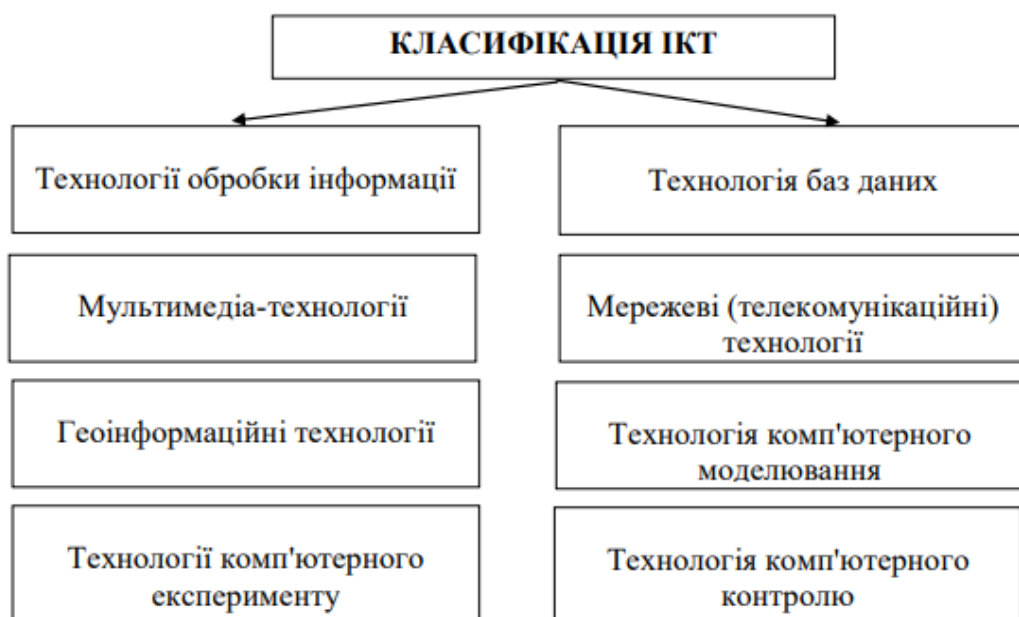 КЛАСИФІКАЦІЯ ІКТ
Технології обробки інформації
Технологія баз даних
Мультимедіа-технології
Мережеві (телекомунікаційні)
технології
Геоінформаційні технології
Технологія комп'ютерного
моделювання
Технології комп'ютерного
експерименту
Технологія комп'ютерного
контролю